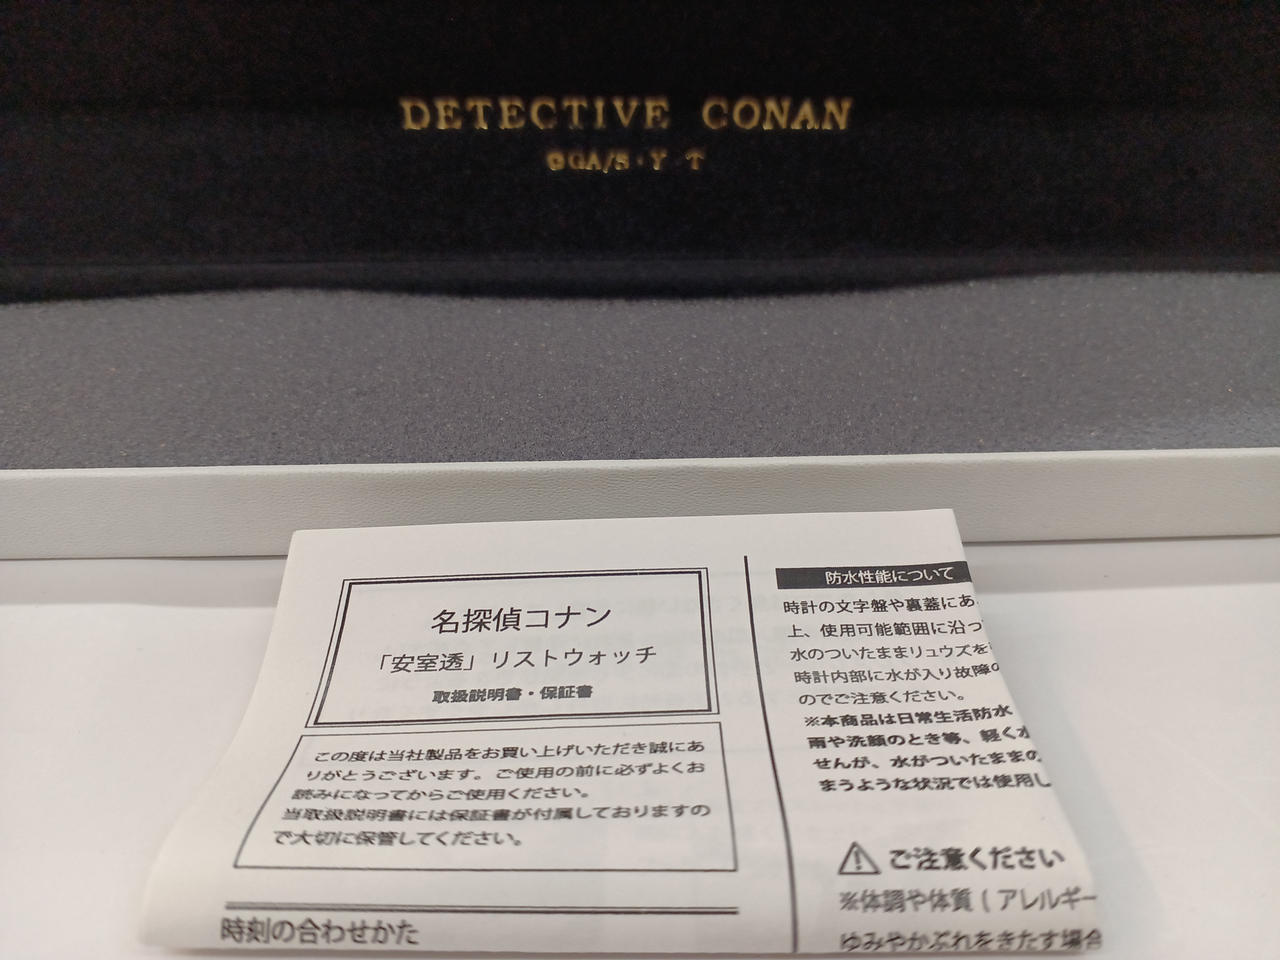 DETECTIVE CONAN
©GA/S・Y T
名探偵コナン
「安室透」リストウォッチ
取扱説明書・保証書
この度は当社製品をお買い上げいただき誠にあ
りがとうございます。ご使用の前に必ずよくお
読みになってからご使用ください。
当取扱説明書には保証書が付属しておりますの
で大切に保管してください。
時刻の合わせかた
防水性能について
時計の文字盤や裏蓋にあ
上、使用可能範囲に沿っ
水のついたままリュウズを
時計内部に水が入り故障の
のでご注意ください。
※本商品は日常生活防水
雨や洗顔のとき等、軽く水
せんが、水がついたままの
まうような状況では使用し
ご注意ください
※体調や体質(アレルギー
ゆみやかぶれをきたす場合